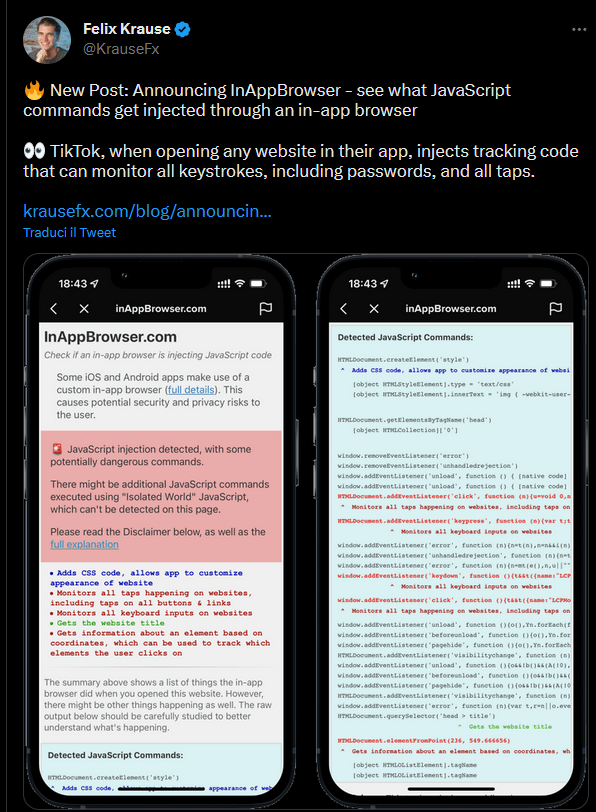 Felix Krause
@KrauseFx
🔥 New Post: Announcing InAppBrowser - see what JavaScript
commands get injected through an in-app browser
👀 TikTok, when opening any website in their app, injects tracking code
that can monitor all keystrokes, including passwords, and all taps.
krausefx.com/blog/announcin...
Traduci il Tweet
18:43
inAppBrowser.com
InAppBrowser.com
Check if an in-app browser is injecting JavaScript code
Some iOS and Android apps make use of a
custom in-app browser (full details). This
causes potential security and privacy risks to
the user.
🚨 JavaScript injection detected, with some
potentially dangerous commands.
There might be additional JavaScript commands
executed using "Isolated World" JavaScript,
which can't be detected on this page.
Please read the Disclaimer below, as well as the
full explanation
• Adds CSS code, allows app to customize
appearance of website
• Monitors all taps happening on websites,
including taps on all buttons & links
• Monitors all keyboard inputs on websites
• Gets the website title
• Gets information about an element based on
coordinates, which can be used to track which
elements the user clicks on
The summary above shows a list of things the in-app
browser did when you opened this website. However,
there might be other things happening as well. The raw
output below should be carefully studied to better
understand what's happening.
Detected JavaScript Commands:
HTMLDocument.createElement('style')
^ Adds CSS code, allows app to customize appearance of web
18:43
inAppBrowser.com
Detected JavaScript Commands:
HTMLDocument.createElement('style')
^ Adds CSS code, allows app to customize appearance of websi
[object HTMLStyleElement].type = 'text/css'
[object HTMLStyleElement].innerText = 'img { -webkit-user-
HTMLDocument.getElementsByTagName('head')
[object HTMLCollection]['0']
window.removeEventListener('error')
window.removeEventListener('unhandledrejection')
window.addEventListener('unload', function () { [native code]
window.addEventListener('unload', function () { [native code]
HTMLDocument.addEventListener('click', function (n){u=void 0,n
^ Monitors all taps happening on websites, including taps on
HTMLDocument.addEventListener('keypress', function (n){var t;t
^ Monitors all keyboard inputs on websites
window.addEventListener('error', function (n){n=t(n),n=&&i(n)
window.addEventListener('unhandledrejection', function (n){n=t
window.addEventListener('error', function (n){n=mt(e(),n,u||""
window.addEventListener('keydown', function (){t&&t({name:"LCP
^ Monitors all keyboard inputs on websites
window.addEventListener('click', function (){t&&t({name:"LCPMo
^ Monitors all taps happening on websites, including taps on
window.addEventListener('unload', function (){o(),Yn.forEach(f
window.addEventListener('beforeunload', function (){o(),Yn.for
window.addEventListener('pagehide', function (){o(),Yn.forEach
HTMLDocument.addEventListener('visibilitychange', function (n)
window.addEventListener('unload', function (){o&&!b()&&(A(!0),
window.addEventListener('beforeunload', function (){o&&!b()&&(
window.addEventListener('pagehide', function (){o&&!b()&&(A(!0
HTMLDocument.addEventListener('visibilitychange', function (n)
window.addEventListener('error', function (n){var t,r=n||o.eve
HTMLDocument.querySelector('head > title')
^ Gets the website title
HTMLDocument.elementFromPoint(236, 549.666656)
^ Gets information about an element based on coordinates, wh
[object HTMLOListElement].tagName
[object HTMLOListElement].tagName